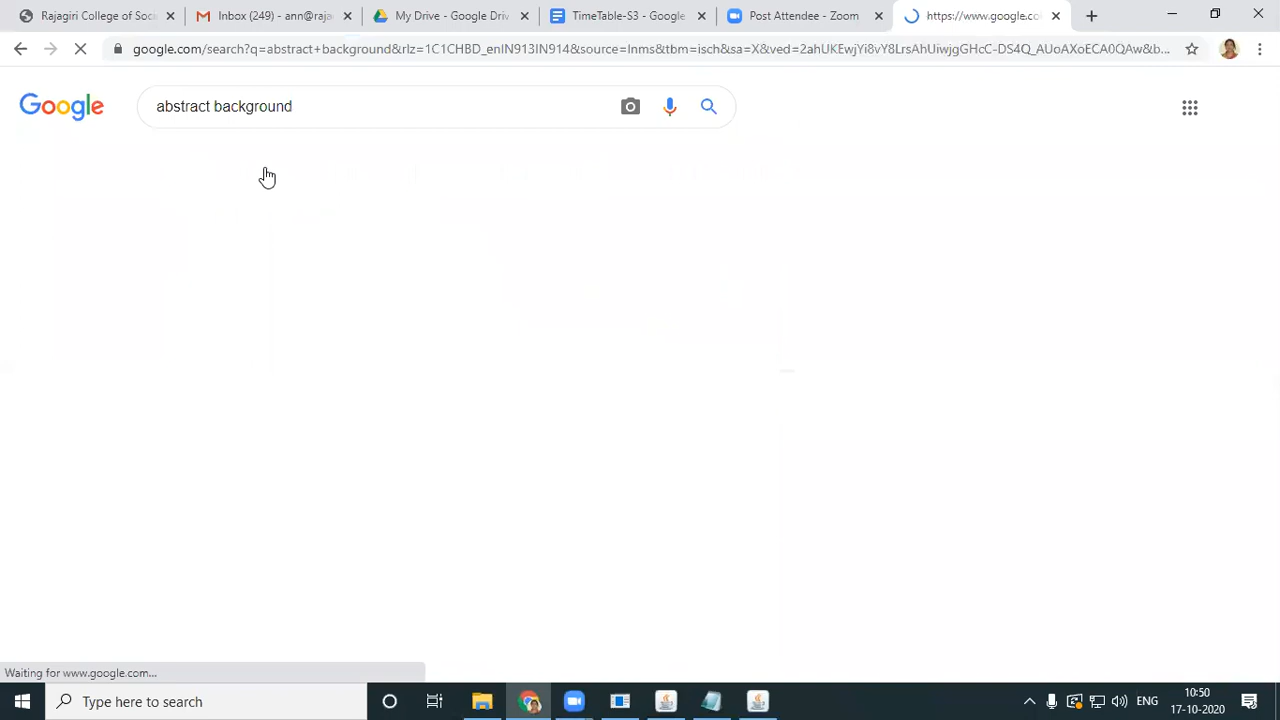 Rajagiri College of Soci
Inbox (249) - ann@raja
My Drive - Google Driv
TimeTable-S3 - Google
Post Attendee - Zoom
https://www.google.co
google.com/search?q=abstract+background&rlz=1C1CHBD_enIN913IN914&source=lnms&tbm=isch&sa=X&ved=2ahUKEwjYi8vY8LrsAhUiwjgGHcC-DS4Q_AUoAXoECA0QAw&b...
Google
abstract background
Waiting for www.google.com...
Type here to search
ENG
10:50
17-10-2020